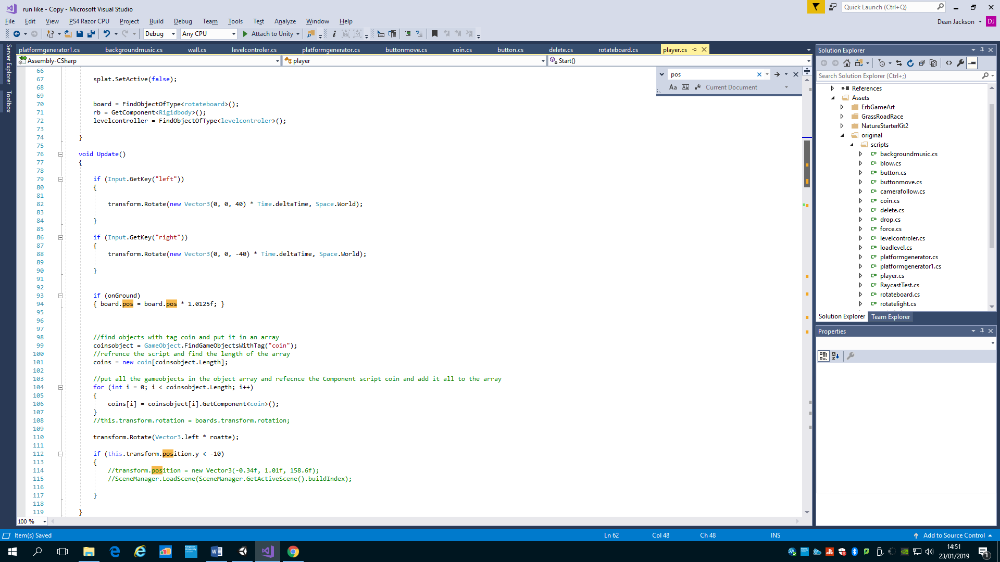 run like - Copy - Microsoft Visual Studio
Quick Launch (Ctrl+Q)
File Edit View PS4 Razor CPU Project Build Debug Team Tools Test Analyze Window Help
Dean Jackson
DJ
Debug Any CPU Attach to Unity
platformgenerator1.cs backgroundmusic.cs wall.cs levelcontroler.cs platformgenerator.cs buttonmove.cs coin.cs button.cs delete.cs rotateboard.cs player.cs
Server Explorer
Toolbox
Assembly-CSharp player Start()
pos
Aa Ab Current Document
66
67 splat.SetActive(false);
68
69
70 board = FindObjectOfType<rotateboard>();
71 rb = GetComponent<Rigidbody>();
72 levelcontroller = FindObjectOfType<levelcontroler>();
73
74 }
75
76 void Update()
77 {
78
79 if (Input.GetKey("left"))
80 {
81
82 transform.Rotate(new Vector3(0, 0, 40) * Time.deltaTime, Space.World);
83
84 }
85
86 if (Input.GetKey("right"))
87 {
88 transform.Rotate(new Vector3(0, 0, -40) * Time.deltaTime, Space.World);
89
90 }
91
92
93 if (onGround)
94 { board.pos = board.pos * 1.0125f; }
95
96
97
98 //find objects with tag coin and put it in an array
99 coinsobject = GameObject.FindGameObjectsWithTag("coin");
100 //refrence the script and find the length of the array
101 coins = new coin[coinsobject.Length];
102
103 //put all the gameobjects in the object array and refecnce the Component script coin and add it all to the array
104 for (int i = 0; i < coinsobject.Length; i++)
105 {
106 coins[i] = coinsobject[i].GetComponent<coin>();
107 }
108 //this.transform.rotation = boards.transform.rotation;
109
110 transform.Rotate(Vector3.left * roatte);
111
112 if (this.transform.position.y < -10)
113 {
114 //transform.position = new Vector3(-0.34f, 1.01f, 158.6f);
115 //SceneManager.LoadScene(SceneManager.GetActiveScene().buildIndex);
116
117 }
118
119 }
100 %
Solution Explorer
Search Solution Explorer (Ctrl+;)
References
Assets
ErbGameArt
GrassRoadRace
NatureStarterKit2
original
scripts
C# backgroundmusic.cs
C# blow.cs
C# button.cs
C# buttonmove.cs
C# camerafollow.cs
C# coin.cs
C# delete.cs
C# drop.cs
C# force.cs
C# levelcontroler.cs
C# loadlevel.cs
C# platformgenerator.cs
C# platformgenerator1.cs
C# player.cs
C# RaycastTest.cs
C# rotateboard.cs
C# rotatelight.cs
Solution Explorer Team Explorer
Properties
Item(s) Saved Ln 62 Col 48 Ch 48 INS Add to Source Control
14:51
23/01/2019
1